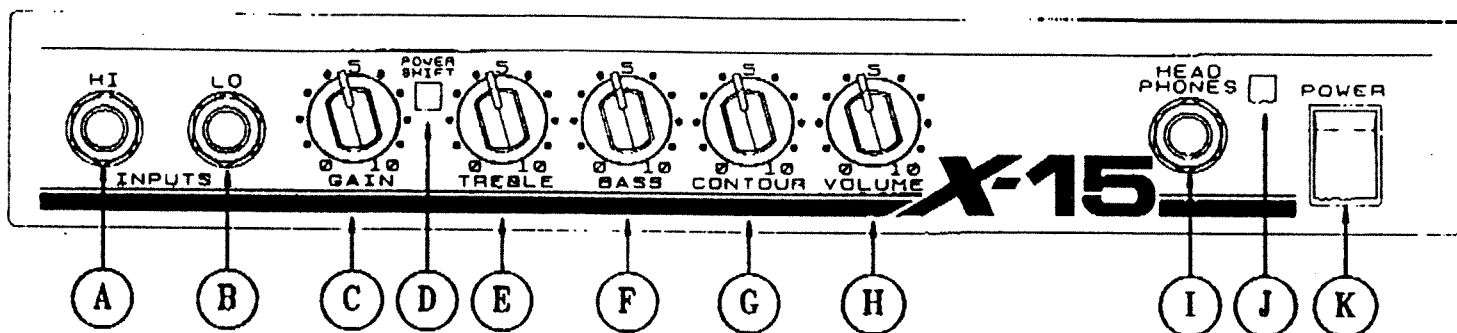 HI
LO
INPUTS
5
0 10
GAIN
POWER
SHIFT
5
0 10
TREBLE
5
0 10
BASS
5
0 10
CONTOUR
5
0 10
VOLUME
X-15
HEAD
PHONES
POWER
A B C D E F G H I J K